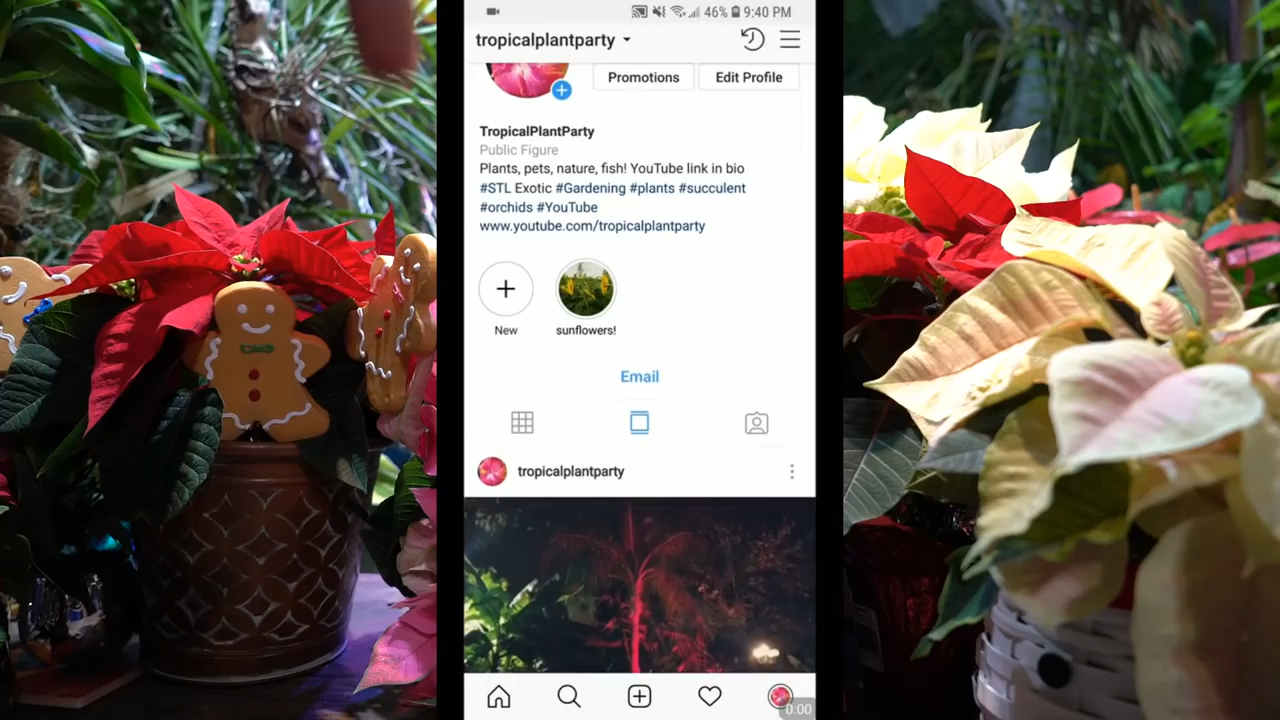 46% 9:40 PM
tropicalplantparty
Promotions
Edit Profile
TropicalPlantParty
Public Figure
Plants, pets, nature, fish! YouTube link in bio
#STL Exotic #Gardening #plants #succulent
#orchids #YouTube
www.youtube.com/tropicalplantparty
New
sunflowers!
Email
tropicalplantparty
0:00